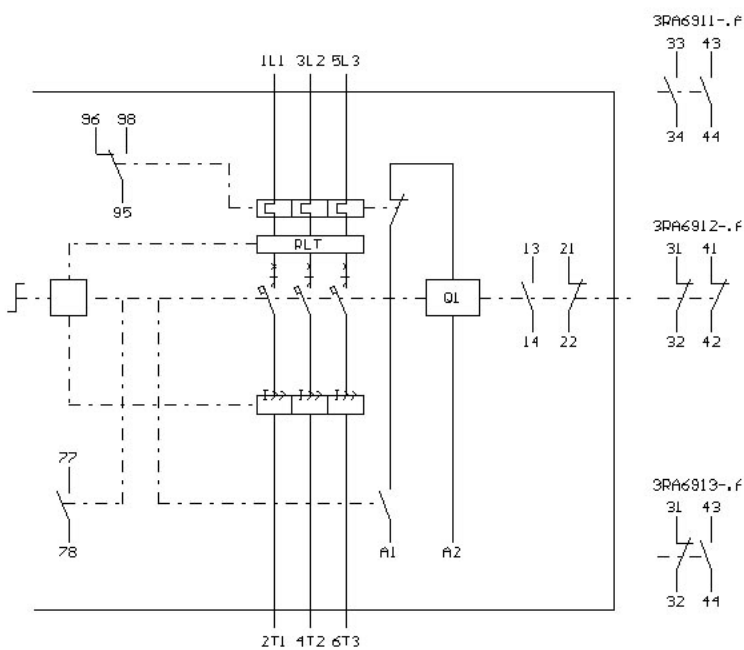 3RA6911-.A
33 43
34 44
1L1 3L2 5L3
96 98
95
RLT
Q1
13 21
14 22
3RA6912-.A
31 41
32 42
I>> I>> I>>
77
78
A1 A2
3RA6913-.A
31 43
32 44
2T1 4T2 6T3